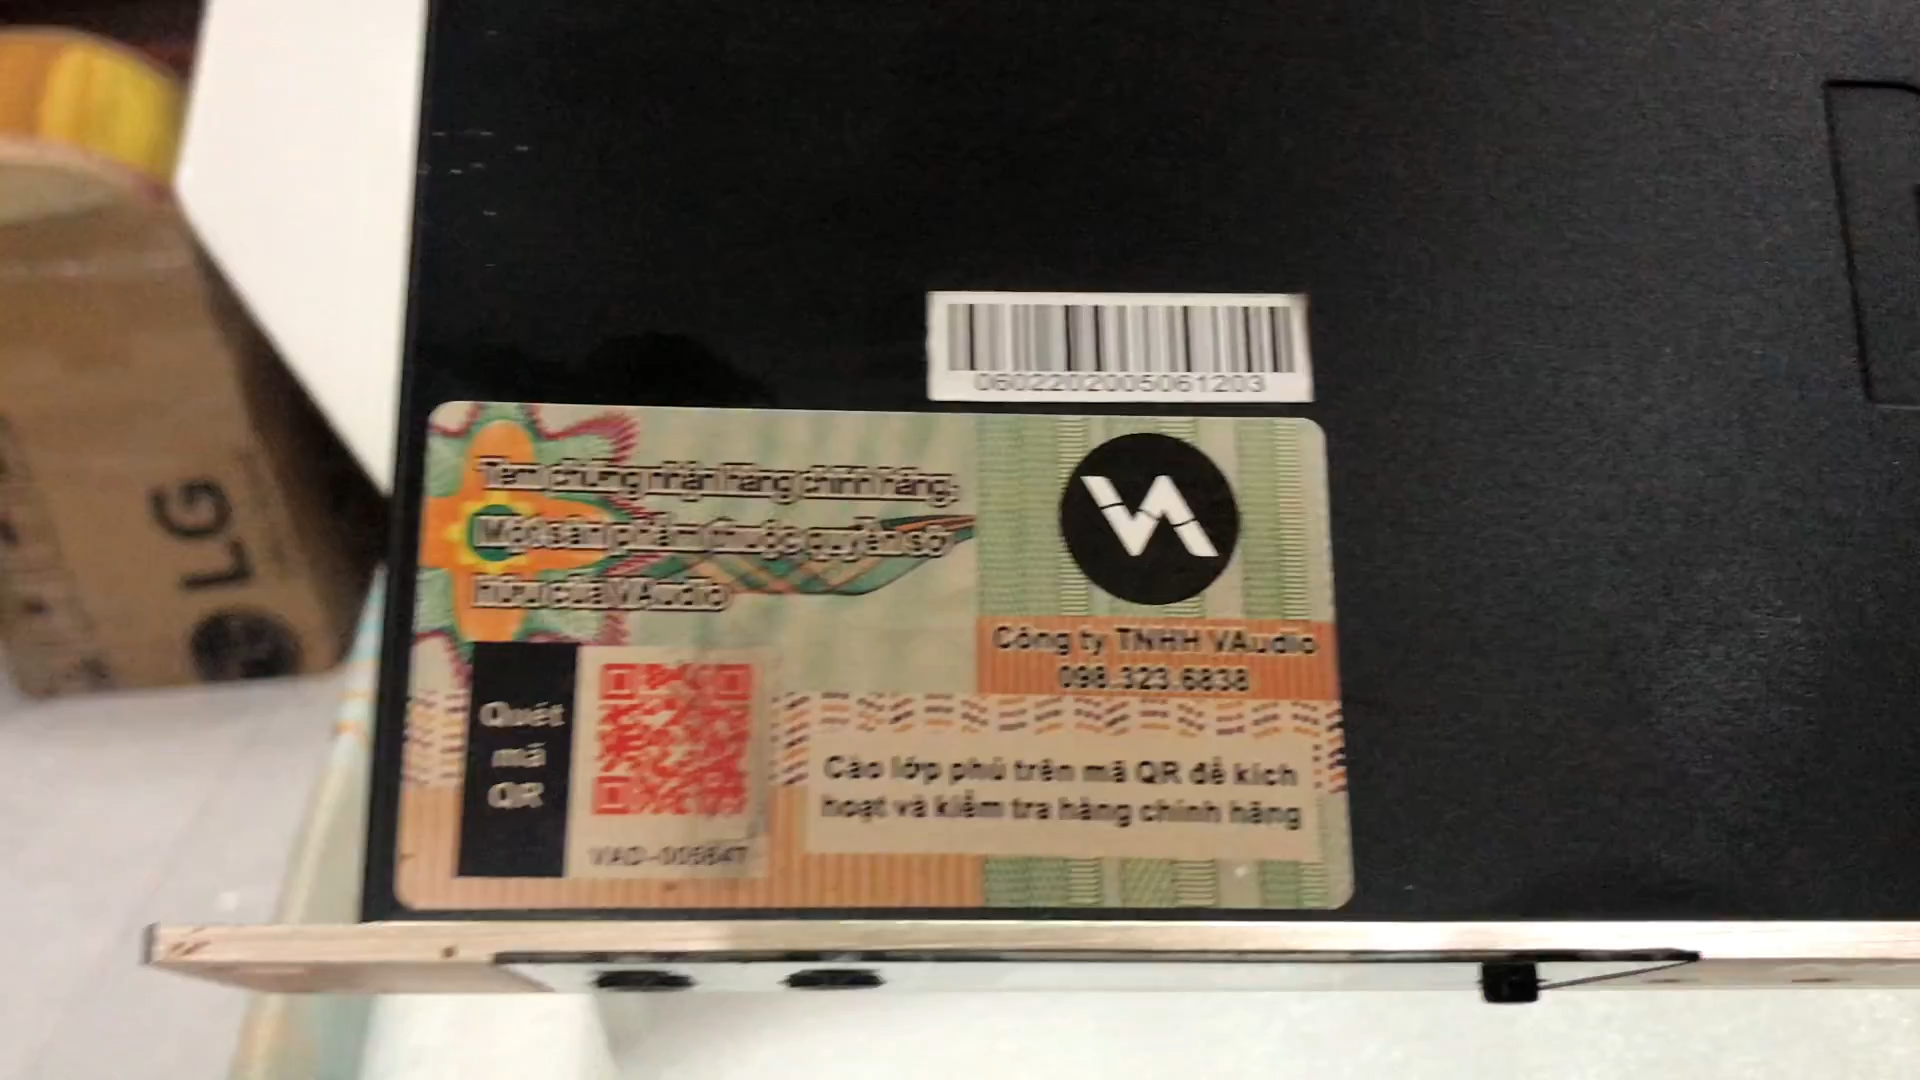 0602202005061203
Tem chứng nhận hàng chính hãng.
Một sản phẩm thuộc quyền sở
hữu của VAudio
VA
Công ty TNHH VAudio
098.323.6838
Quét
mã
QR
Cào lớp phủ trên mã QR để kích
hoạt và kiểm tra hàng chính hãng
LG